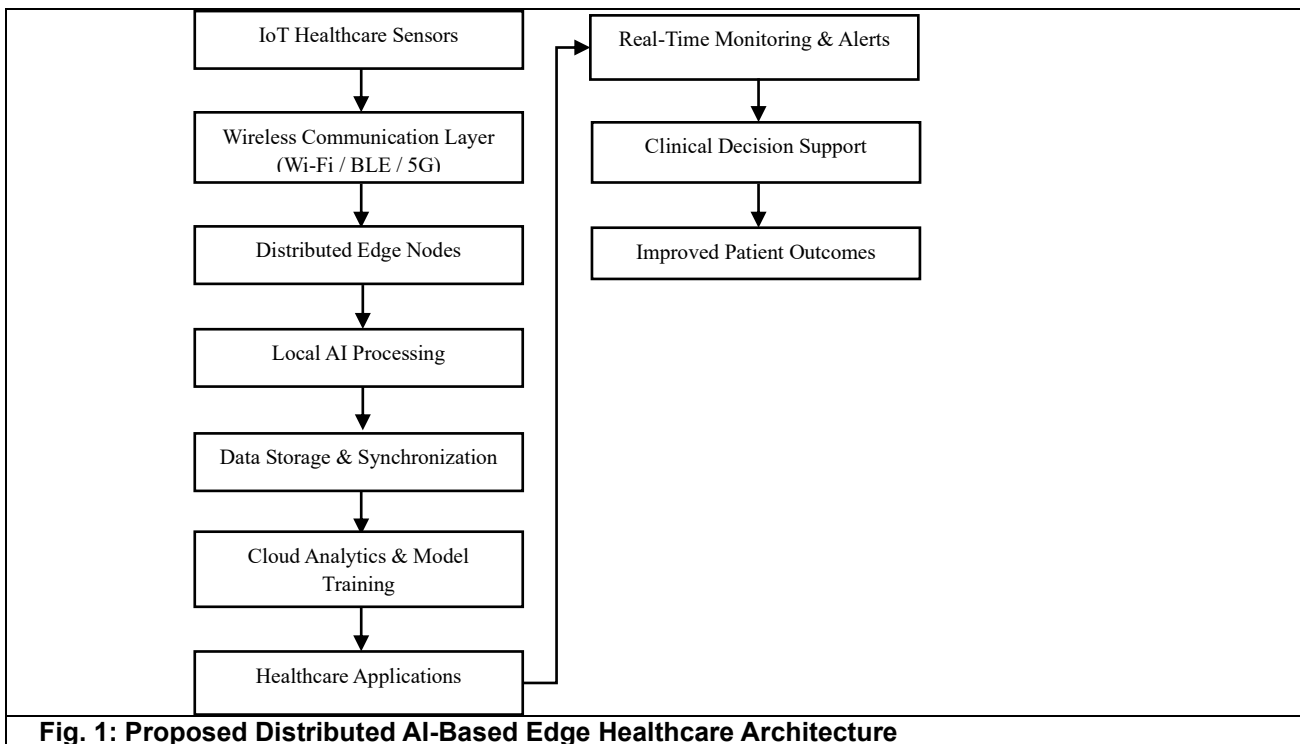 IoT Healthcare Sensors
Wireless Communication Layer
(Wi-Fi / BLE / 5G)
Distributed Edge Nodes
Local AI Processing
Data Storage & Synchronization
Cloud Analytics & Model
Training
Healthcare Applications
Real-Time Monitoring & Alerts
Clinical Decision Support
Improved Patient Outcomes
Fig. 1: Proposed Distributed AI-Based Edge Healthcare Architecture